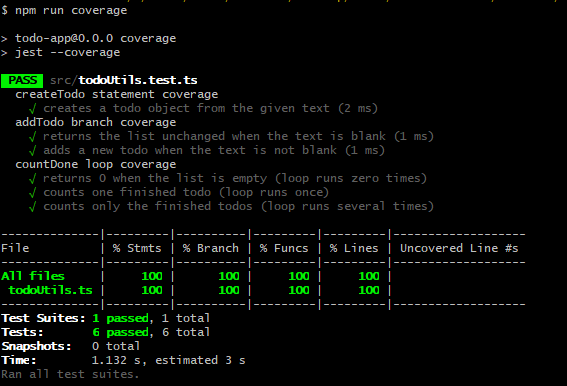 $ npm run coverage
> todo-app@0.0.0 coverage
> jest --coverage
PASS src/todoUtils.test.ts
createTodo statement coverage
√ creates a todo object from the given text (2 ms)
addTodo branch coverage
√ returns the list unchanged when the text is blank (1 ms)
√ adds a new todo when the text is not blank (1 ms)
countDone loop coverage
√ returns 0 when the list is empty (loop runs zero times)
√ counts one finished todo (loop runs once)
√ counts only the finished todos (loop runs several times)
--------------|---------|----------|---------|---------|-------------------
File | % Stmts | % Branch | % Funcs | % Lines | Uncovered Line #s
--------------|---------|----------|---------|---------|-------------------
All files | 100 | 100 | 100 | 100 |
todoUtils.ts | 100 | 100 | 100 | 100 |
--------------|---------|----------|---------|---------|-------------------
Test Suites: 1 passed, 1 total
Tests: 6 passed, 6 total
Snapshots: 0 total
Time: 1.132 s, estimated 3 s
Ran all test suites.